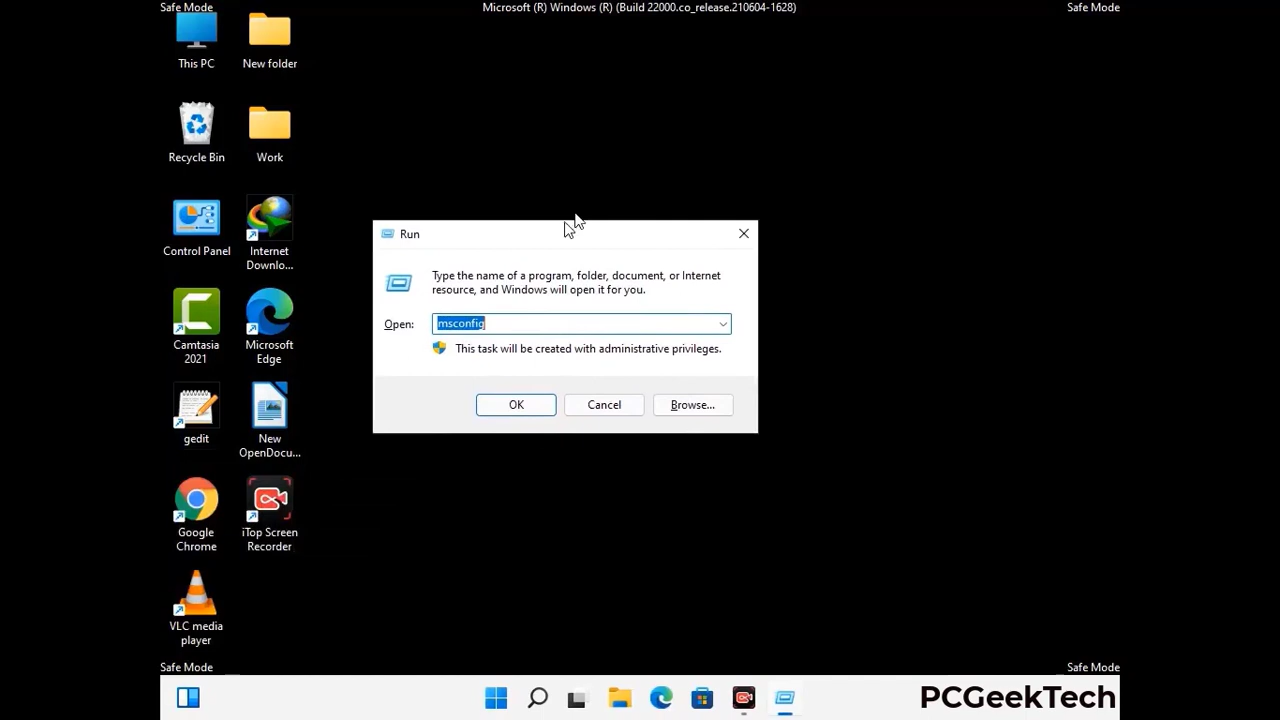 Safe Mode
Microsoft (R) Windows (R) (Build 22000.co_release.210604-1628)
Safe Mode
This PC
New folder
Recycle Bin
Work
Control Panel
Internet
Downlo...
Camtasia
2021
Microsoft
Edge
gedit
New
OpenDocu...
Google
Chrome
iTop Screen
Recorder
VLC media
player
Run
Type the name of a program, folder, document, or Internet
resource, and Windows will open it for you.
Open:
msconfig
This task will be created with administrative privileges.
OK
Cancel
Browse...
Safe Mode
Safe Mode
PCGeekTech